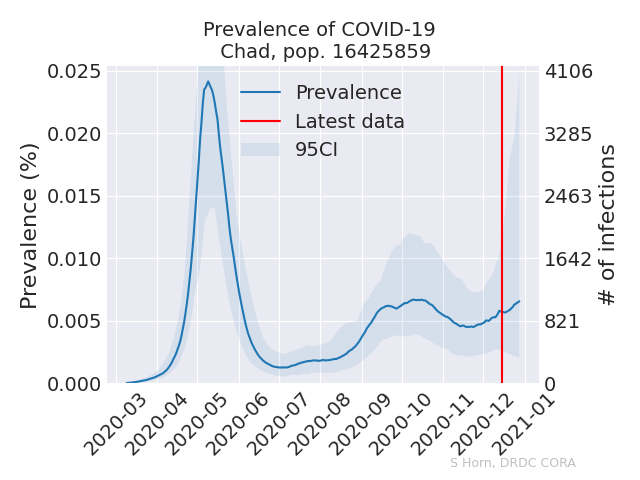 Prevalence of COVID-19
Chad, pop. 16425859
Prevalence (%)
0.025
0.020
0.015
0.010
0.005
0.000
Prevalence
Latest data
95CI
4106
3285
2463
1642
821
0
# of infections
2020-03
2020-04
2020-05
2020-06
2020-07
2020-08
2020-09
2020-10
2020-11
2020-12
2021-01
S Horn, DRDC CORA